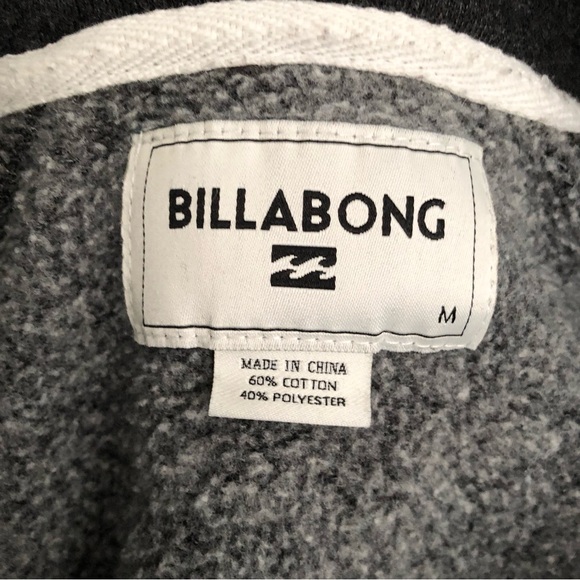 BILLABONG
M
MADE IN CHINA
60% COTTON
40% POLYESTER